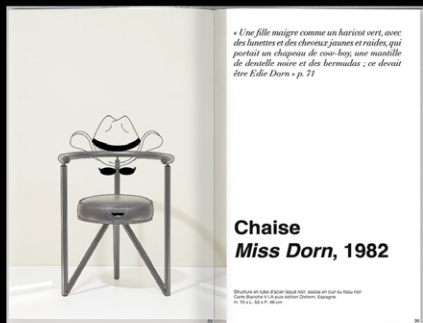 « Une fille maigre comme un haricot vert, avec
des lunettes et des cheveux jaunes et raides, qui
portait un chapeau de cow-boy, une mantille
de dentelle noire et des bermudas ; ce devait
être Edie Dorn » p. 71
Chaise
Miss Dorn, 1982
Structure en tube d'acier laqué noir, assise en cuir ou tissu noir
Carte Blanche V.I.A puis édition Disform, Espagne